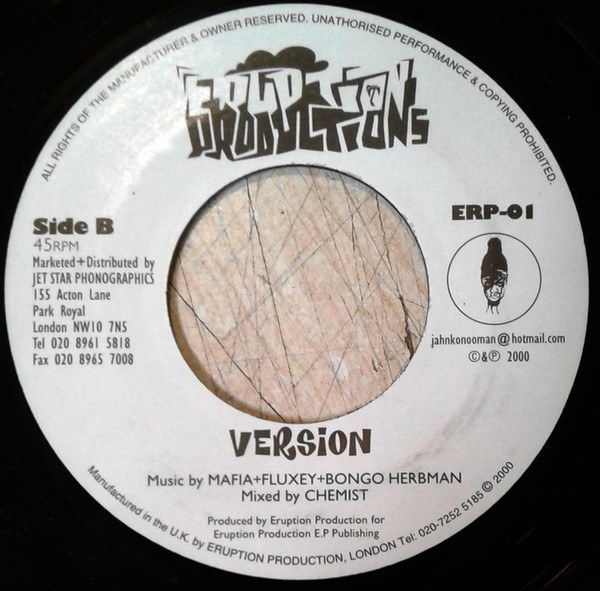 ALL RIGHTS OF THE MANUFACTURER & OWNER RESERVED. UNATHORISED PERFORMANCE & COPYING PROHIBITED.
ERUPTION
PRODUCTIONS
Side B
45RPM
Marketed+Distributed by
JET STAR PHONOGRAPHICS
155 Acton Lane
Park Royal
London NW10 7NS
Tel 020 8961 5818
Fax 020 8965 7008
ERP-01
jahnkonooman@hotmail.com
©&℗ 2000
VERSiON
Music by MAFIA+FLUXEY+BONGO HERBMAN
Mixed by CHEMIST
Produced by Eruption Production for
Eruption Production E.P Publishing
Manufactured in the U.K. by ERUPTION PRODUCTION, LONDON Tel: 020-7252 5185 © 2000